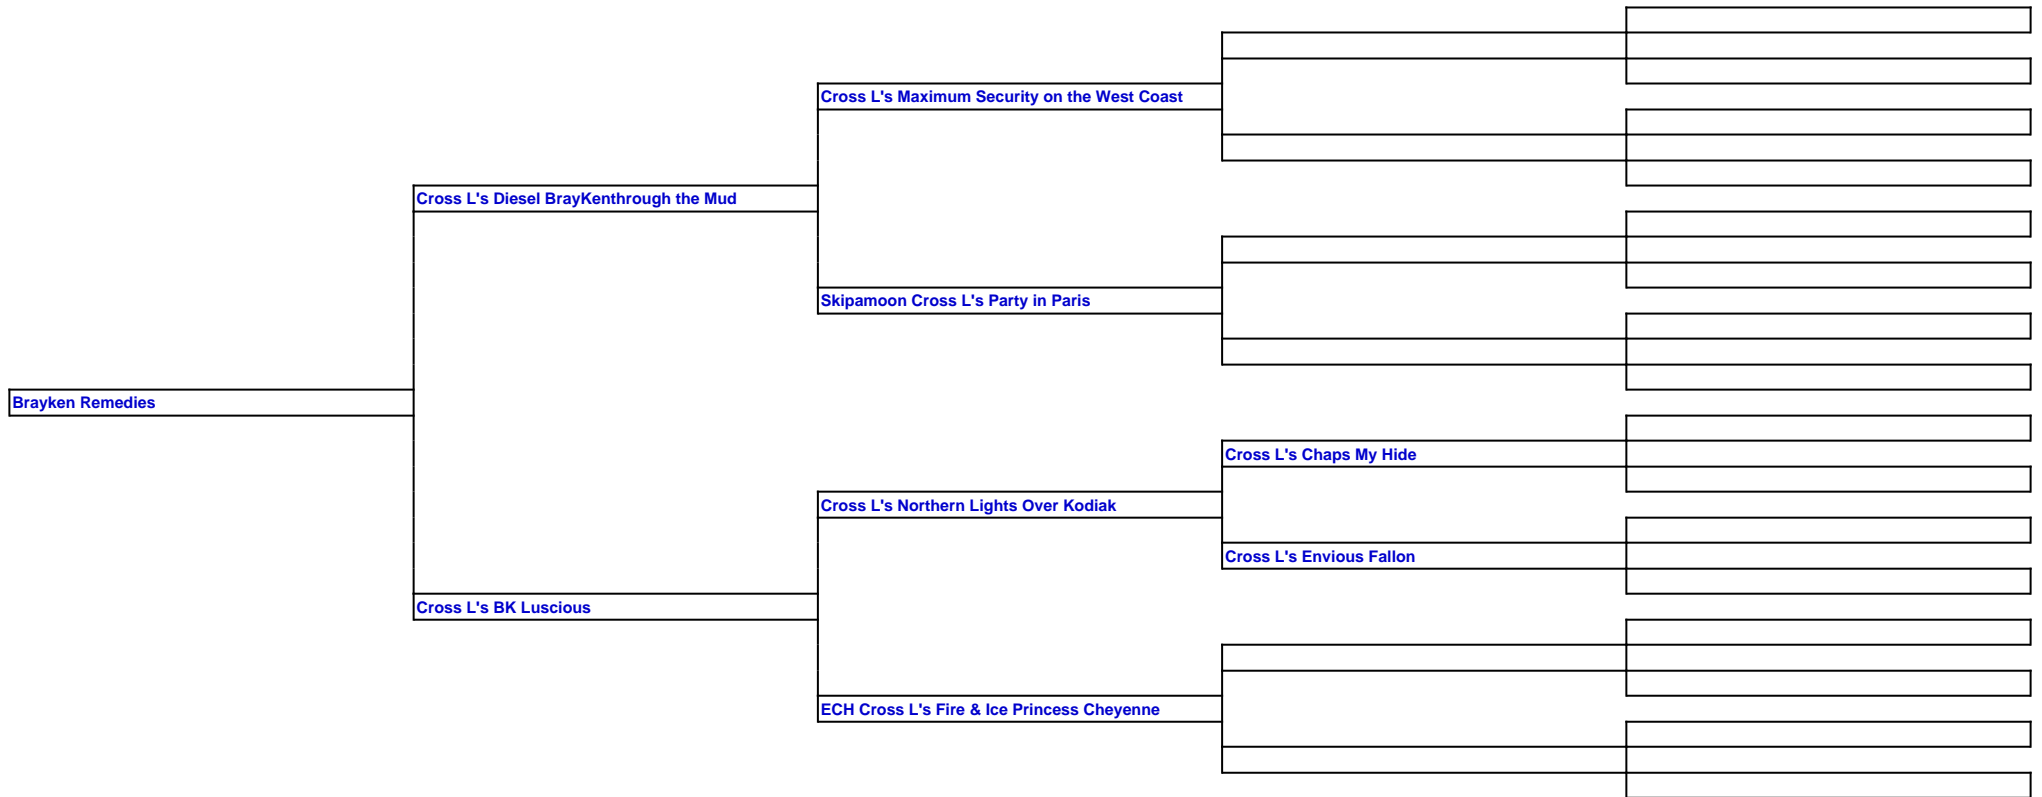 Cross L's Maximum Security on the West Coast
Cross L's Diesel BrayKenthrough the Mud
Skipamoon Cross L's Party in Paris
Brayken Remedies
Cross L's Chaps My Hide
Cross L's Northern Lights Over Kodiak
Cross L's Envious Fallon
Cross L's BK Luscious
ECH Cross L's Fire & Ice Princess Cheyenne